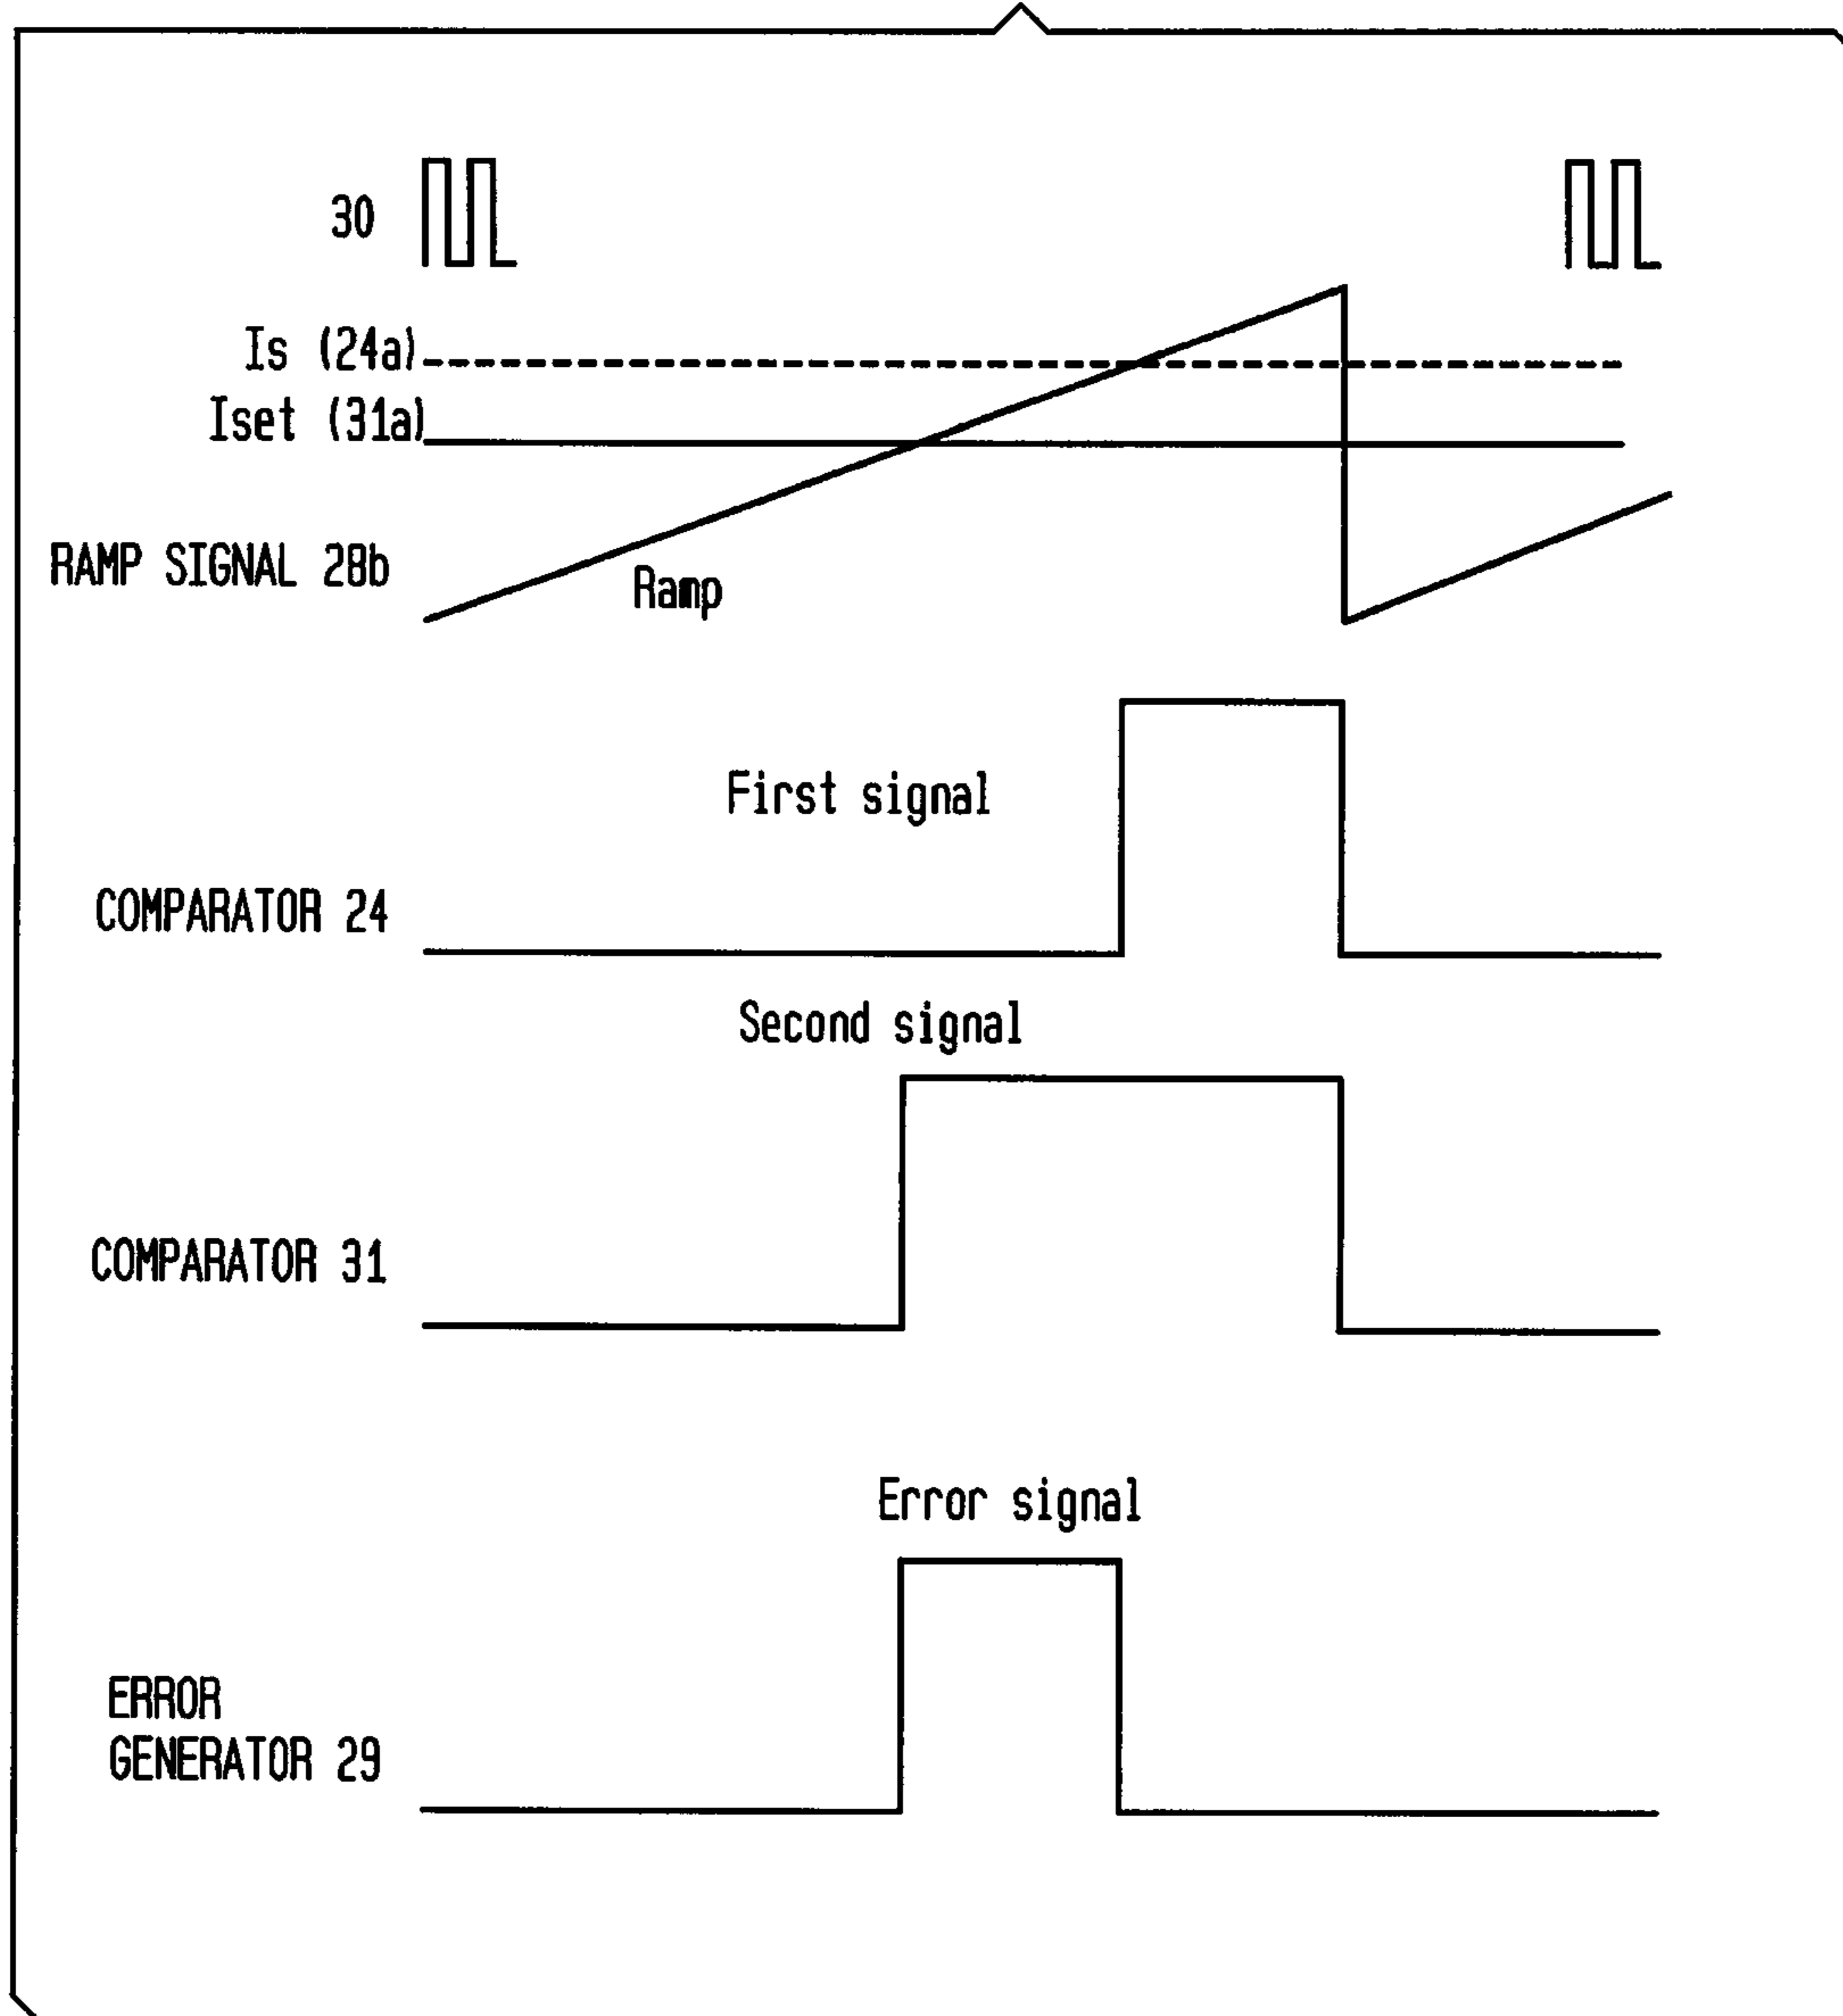 30
Is (24a)
Iset (31a)
RAMP SIGNAL 28b
Ramp
First signal
COMPARATOR 24
Second signal
COMPARATOR 31
Error signal
ERROR
GENERATOR 29